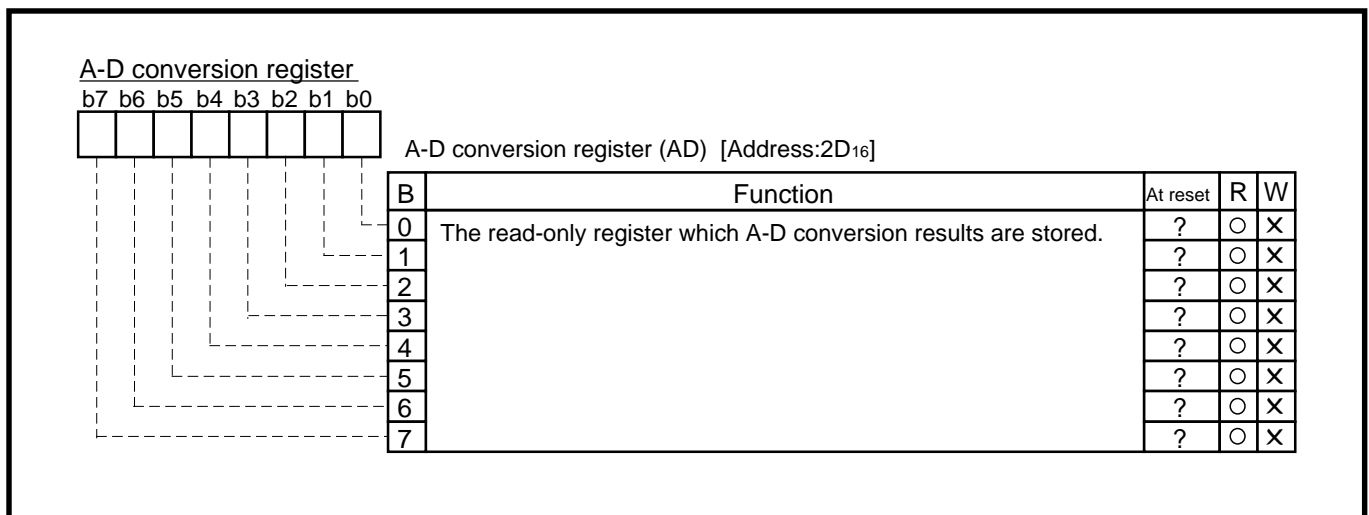 A-D conversion register
b7 b6 b5 b4 b3 b2 b1 b0
A-D conversion register (AD) [Address:2D16]
B Function At reset R W
0 The read-only register which A-D conversion results are stored. ? O X
1 ? O X
2 ? O X
3 ? O X
4 ? O X
5 ? O X
6 ? O X
7 ? O X